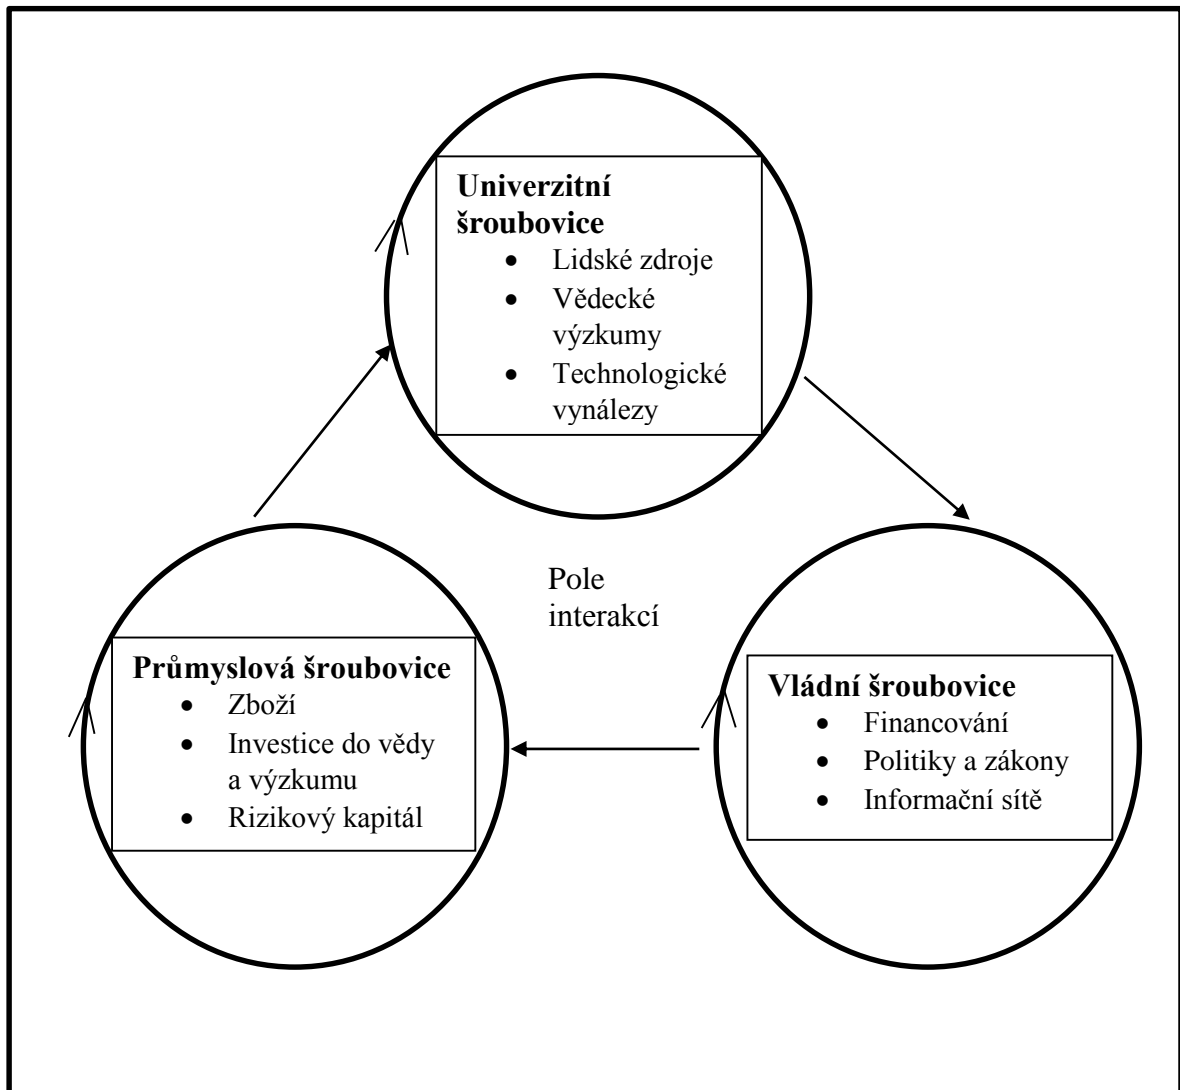 Univerzitní
šroubovice
• Lidské zdroje
• Vědecké
výzkumy
• Technologické
vynálezy
Pole
interakcí
Průmyslová šroubovice
• Zboží
• Investice do vědy
a výzkumu
• Rizikový kapitál
Vládní šroubovice
• Financování
• Politiky a zákony
• Informační sítě